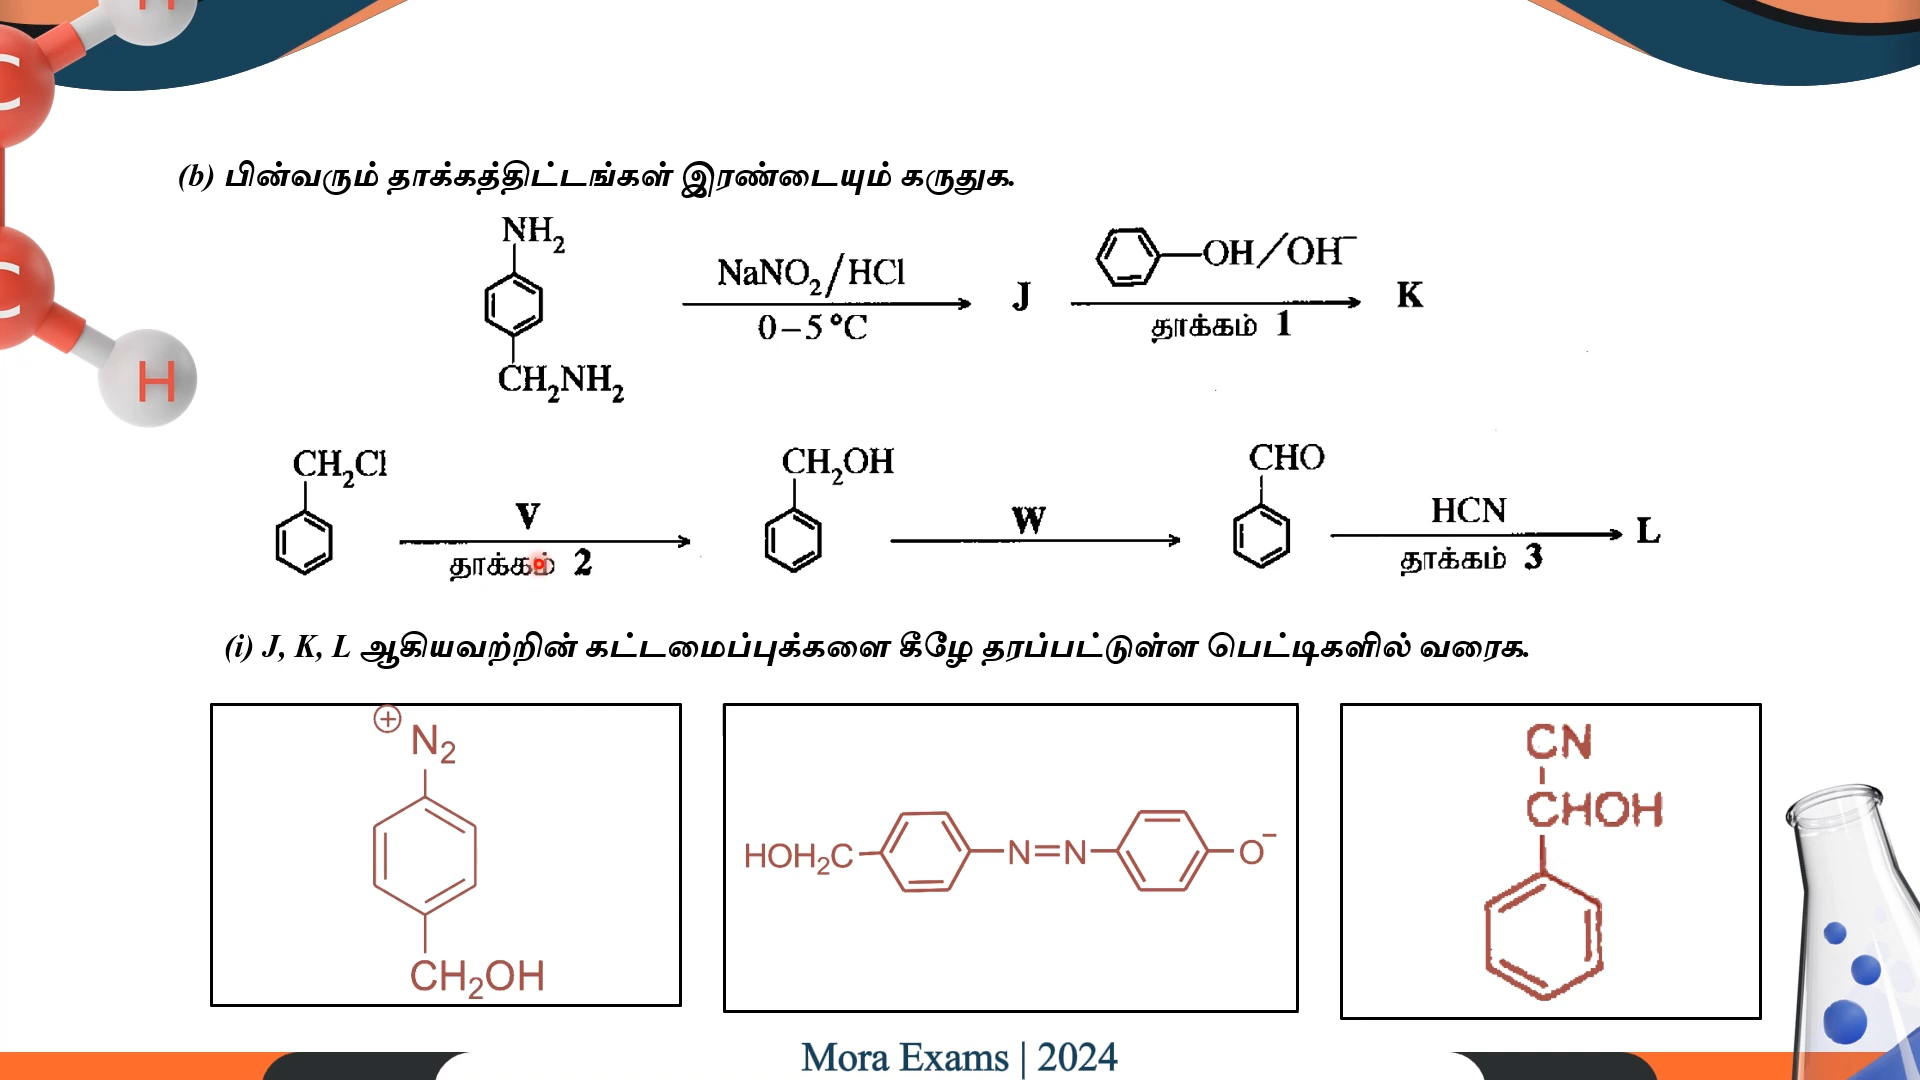 (b) பின்வரும் தாக்கத்திட்டங்கள் இரண்டையும் கருதுக.
NH2
CH2NH2
NaNO2/HCl
0–5 °C
J
OH/OH⁻
தாக்கம் 1
K
CH2Cl
V
தாக்கம் 2
CH2OH
W
CHO
HCN
தாக்கம் 3
L
(i) J, K, L ஆகியவற்றின் கட்டமைப்புக்களை கீழே தரப்பட்டுள்ள பெட்டிகளில் வரைக.
⊕
N2
CH2OH
HOH2C N=N O⁻
CN
CHOH
Mora Exams | 2024
H
C
C
H